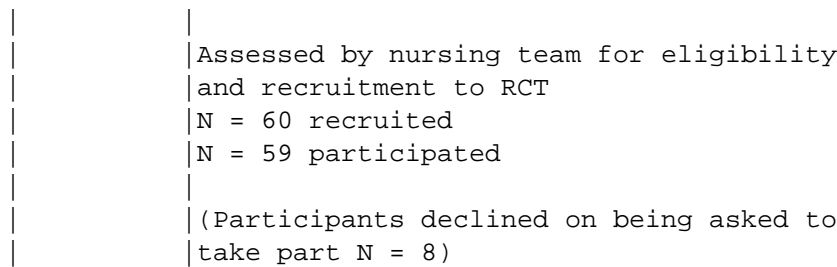 Assessed by nursing team for eligibility
and recruitment to RCT
N = 60 recruited
N = 59 participated
(Participants declined on being asked to
take part N = 8)